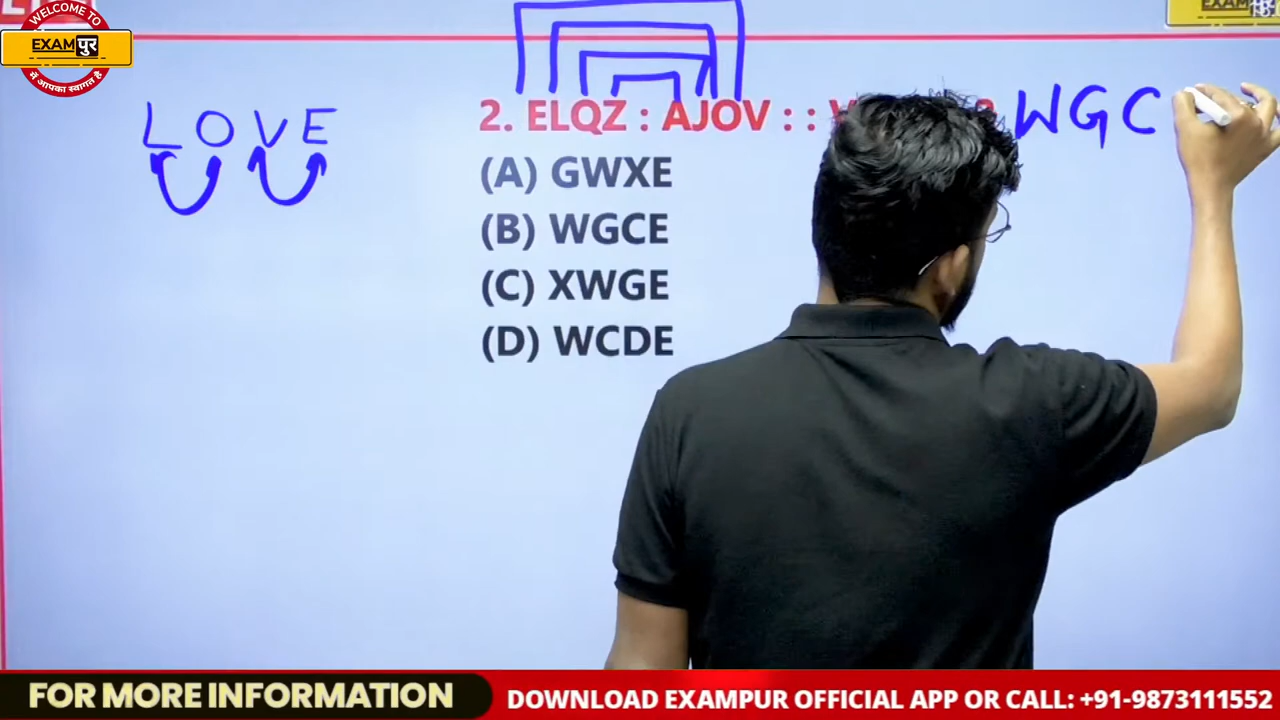 WELCOME TO
EXAMपुर
में आपका स्वागत है
EXAM
L O V E
2. ELQZ : AJOV : : ? WGC
(A) GWXE
(B) WGCE
(C) XWGE
(D) WCDE
FOR MORE INFORMATION
DOWNLOAD EXAMPUR OFFICIAL APP OR CALL: +91-9873111552